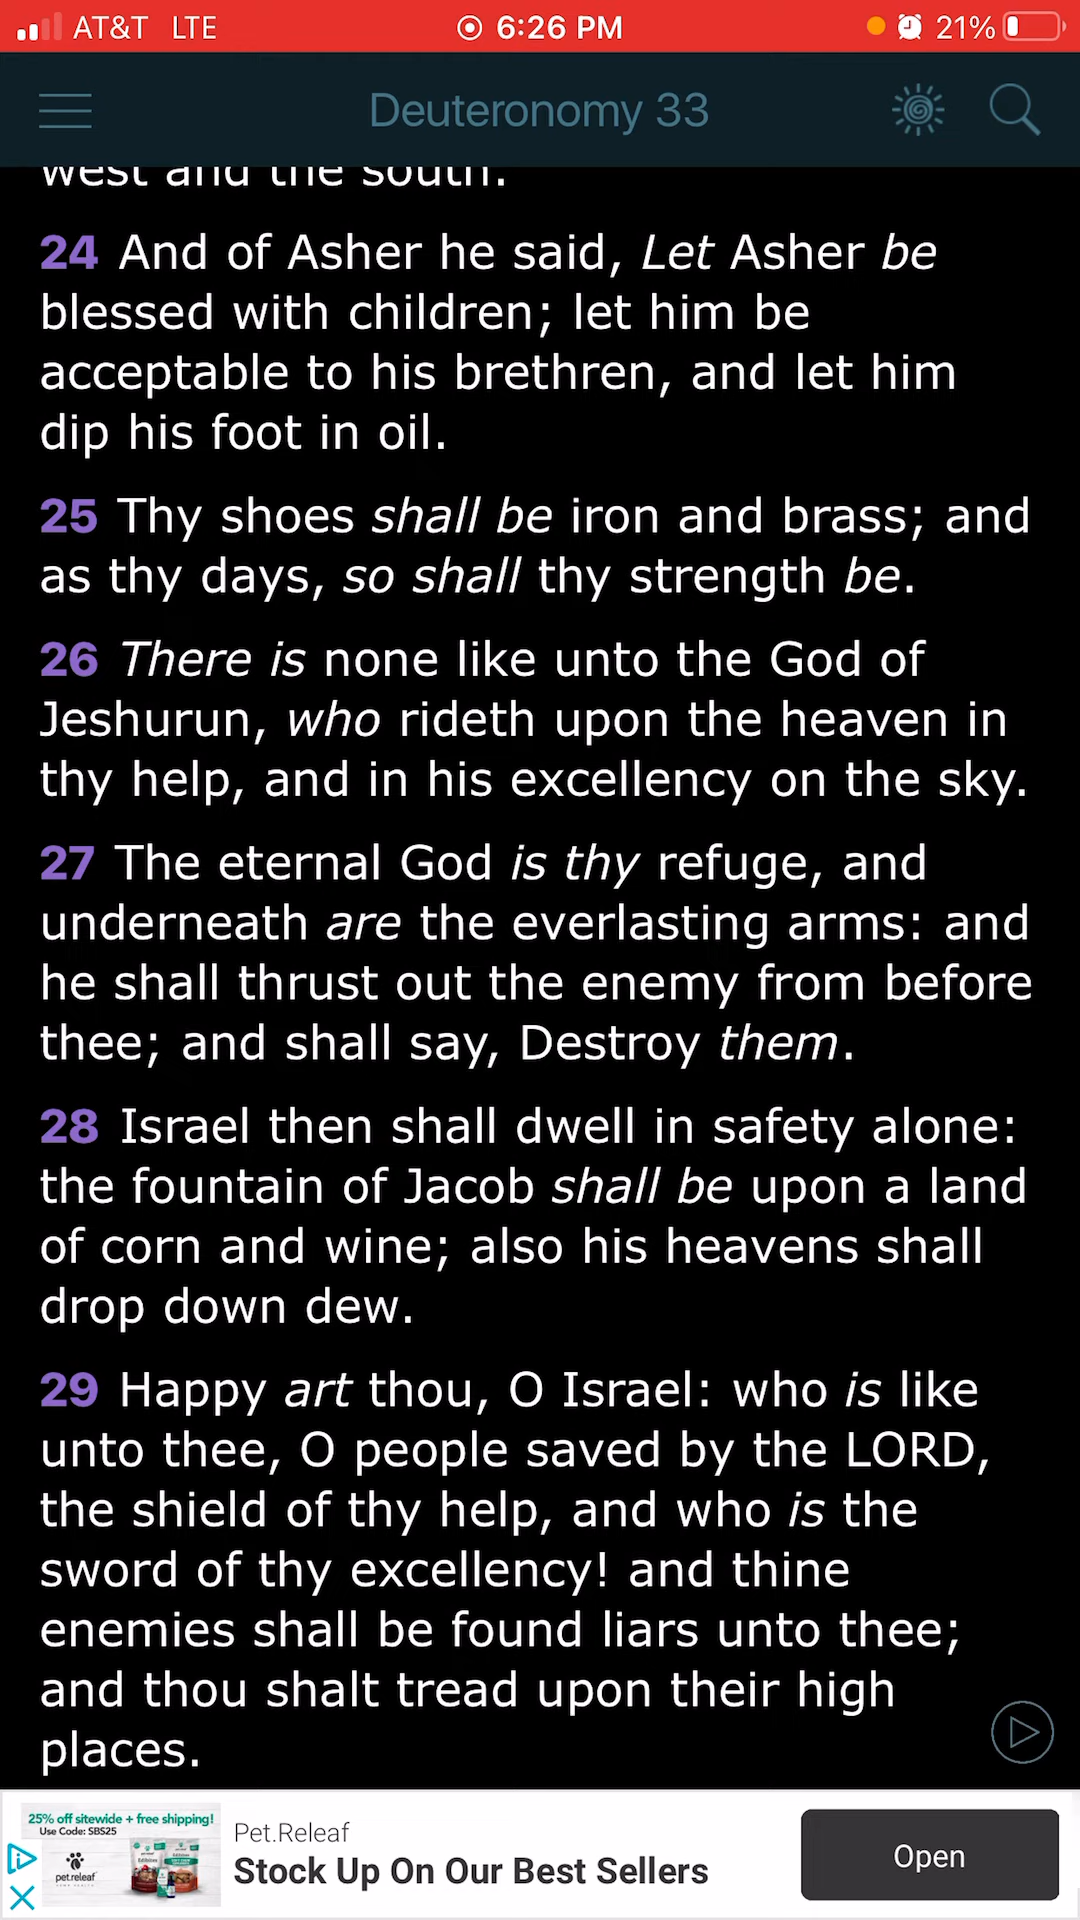 AT&T LTE 6:26 PM 21%
Deuteronomy 33
west and the south.
24 And of Asher he said, Let Asher be
blessed with children; let him be
acceptable to his brethren, and let him
dip his foot in oil.
25 Thy shoes shall be iron and brass; and
as thy days, so shall thy strength be.
26 There is none like unto the God of
Jeshurun, who rideth upon the heaven in
thy help, and in his excellency on the sky.
27 The eternal God is thy refuge, and
underneath are the everlasting arms: and
he shall thrust out the enemy from before
thee; and shall say, Destroy them.
28 Israel then shall dwell in safety alone:
the fountain of Jacob shall be upon a land
of corn and wine; also his heavens shall
drop down dew.
29 Happy art thou, O Israel: who is like
unto thee, O people saved by the LORD,
the shield of thy help, and who is the
sword of thy excellency! and thine
enemies shall be found liars unto thee;
and thou shalt tread upon their high
places.
25% off sitewide + free shipping!
Use Code: SBS25
pet.releaf
Pet.Releaf
Stock Up On Our Best Sellers
Open